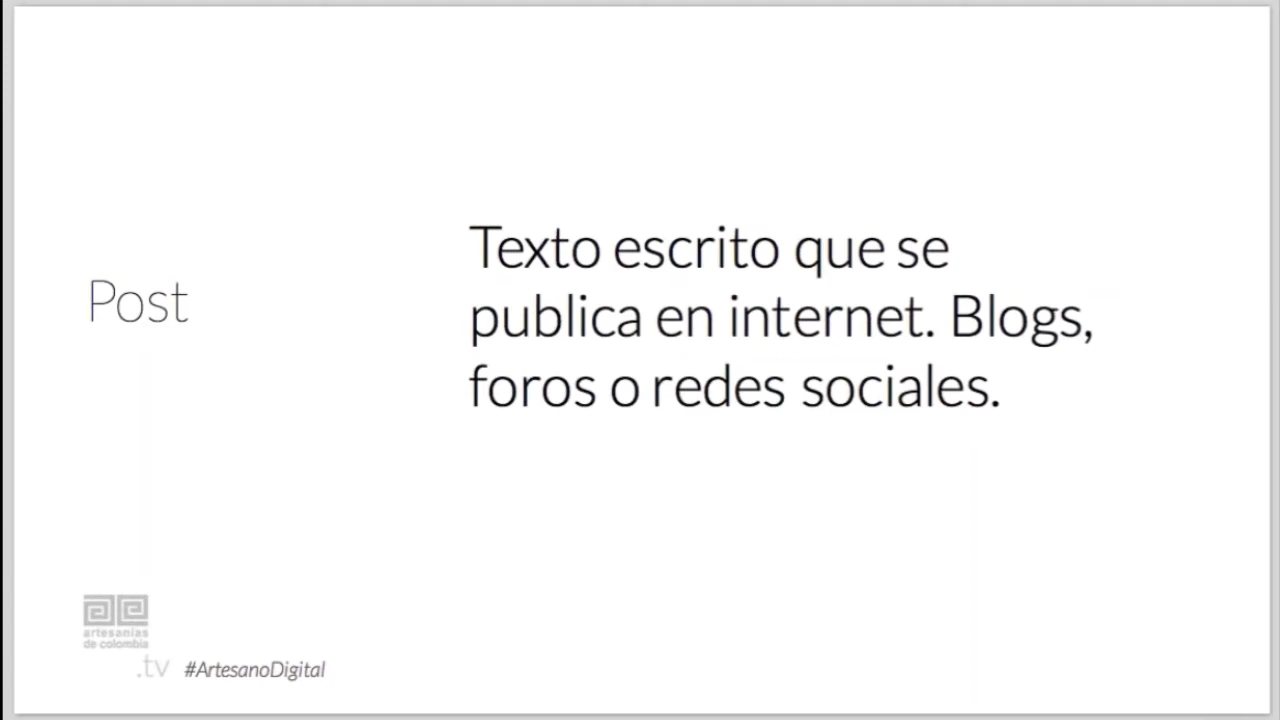 Post
Texto escrito que se
publica en internet. Blogs,
foros o redes sociales.
artesanías
de colombia
.tv #ArtesanoDigital